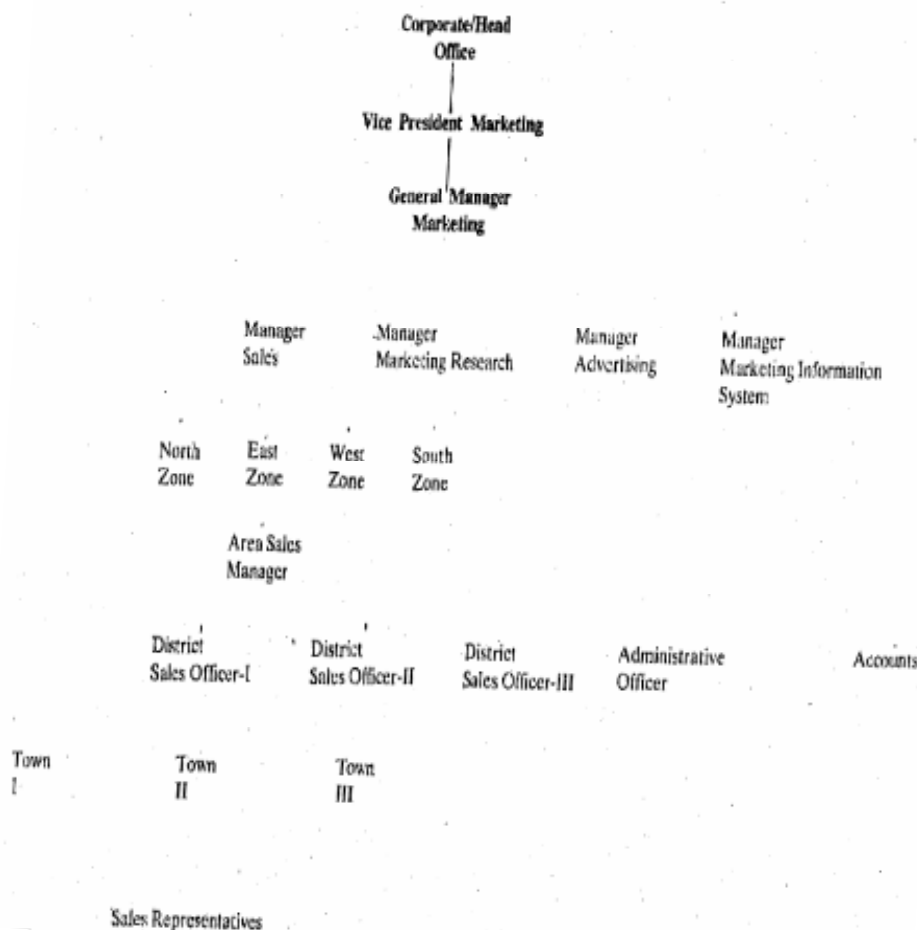 Corporate/Head
Office
Vice President Marketing
General Manager
Marketing
Manager
Sales
Manager
Marketing Research
Manager
Advertising
Manager
Marketing Information
System
North
Zone
East
Zone
West
Zone
South
Zone
Area Sales
Manager
District
Sales Officer-I
District
Sales Officer-II
District
Sales Officer-III
Administrative
Officer
Accounts
Town
I
Town
II
Town
III
Sales Representatives